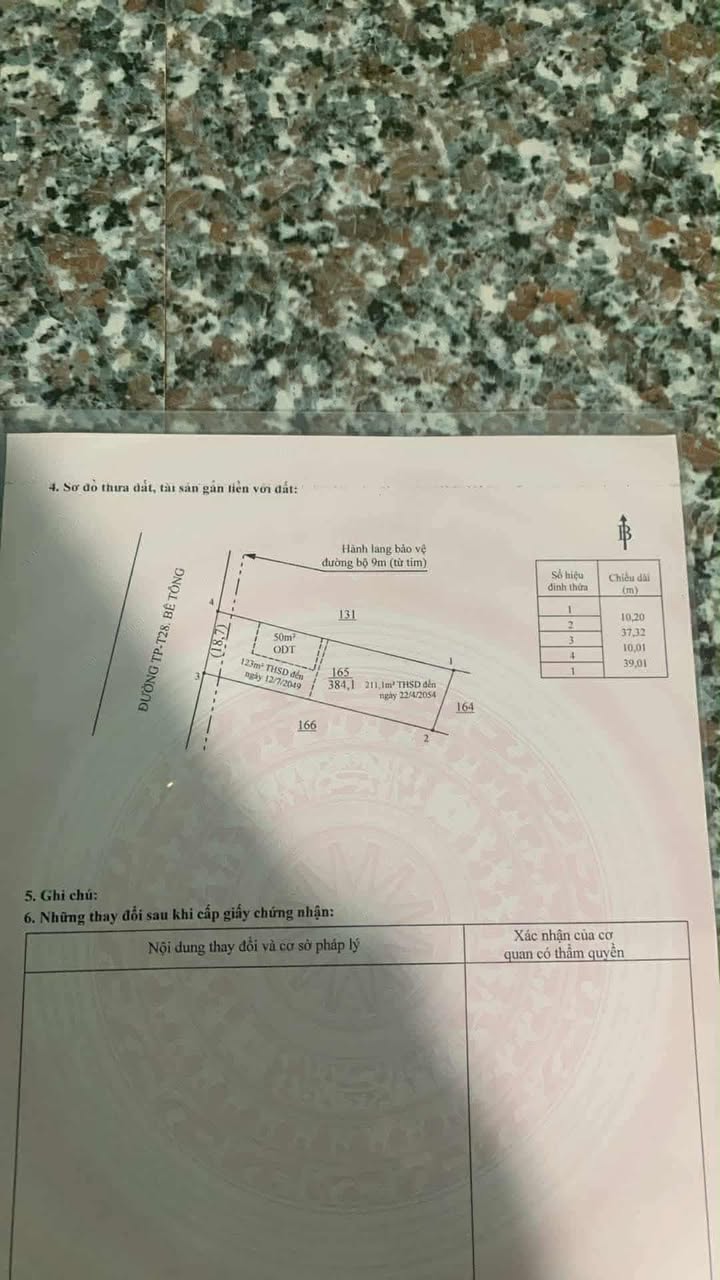 4. Sơ đồ thửa đất, tài sản gắn liền với đất:
B
Hành lang bảo vệ
đường bộ 9m (từ tim)
ĐƯỜNG TP-T28. BÊ TÔNG
4
(18,7)
3
131
50m²
ODT
123m² THSD đến
ngày 12/7/2049
165
384,1
211,1m² THSD đến
ngày 22/4/2054
1
164
2
166
Số hiệu
đỉnh thửa
Chiều dài
(m)
1
10,20
2
37,32
3
10,01
4
39,01
1
5. Ghi chú:
6. Những thay đổi sau khi cấp giấy chứng nhận:
Nội dung thay đổi và cơ sở pháp lý
Xác nhận của cơ
quan có thẩm quyền